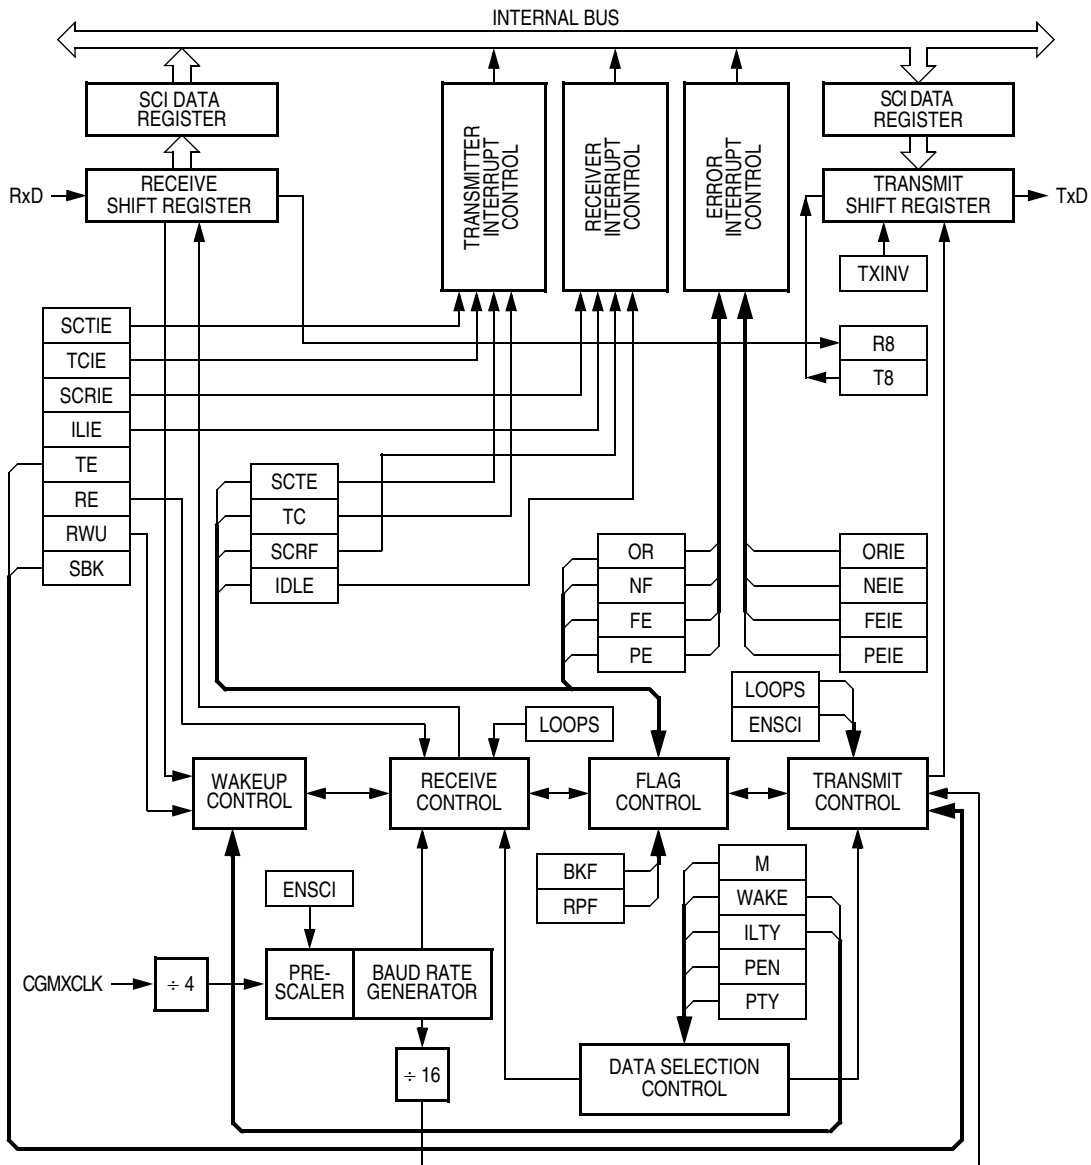 INTERNAL BUS
SCI DATA
REGISTER
SCI DATA
REGISTER
TRANSMITTER
INTERRUPT
CONTROL
RECEIVER
INTERRUPT
CONTROL
ERROR
INTERRUPT
CONTROL
RxD
RECEIVE
SHIFT REGISTER
TRANSMIT
SHIFT REGISTER
TxD
TXINV
SCTIE
TCIE
SCRIE
ILIE
TE
RE
RWU
SBK
R8
T8
SCTE
TC
SCRF
IDLE
OR
NF
FE
PE
ORIE
NEIE
FEIE
PEIE
LOOPS
LOOPS
ENSCI
WAKEUP
CONTROL
RECEIVE
CONTROL
FLAG
CONTROL
TRANSMIT
CONTROL
BKF
RPF
M
WAKE
ILTY
PEN
PTY
ENSCI
CGMXCLK
÷ 4
PRE-
SCALER
BAUD RATE
GENERATOR
÷ 16
DATA SELECTION
CONTROL